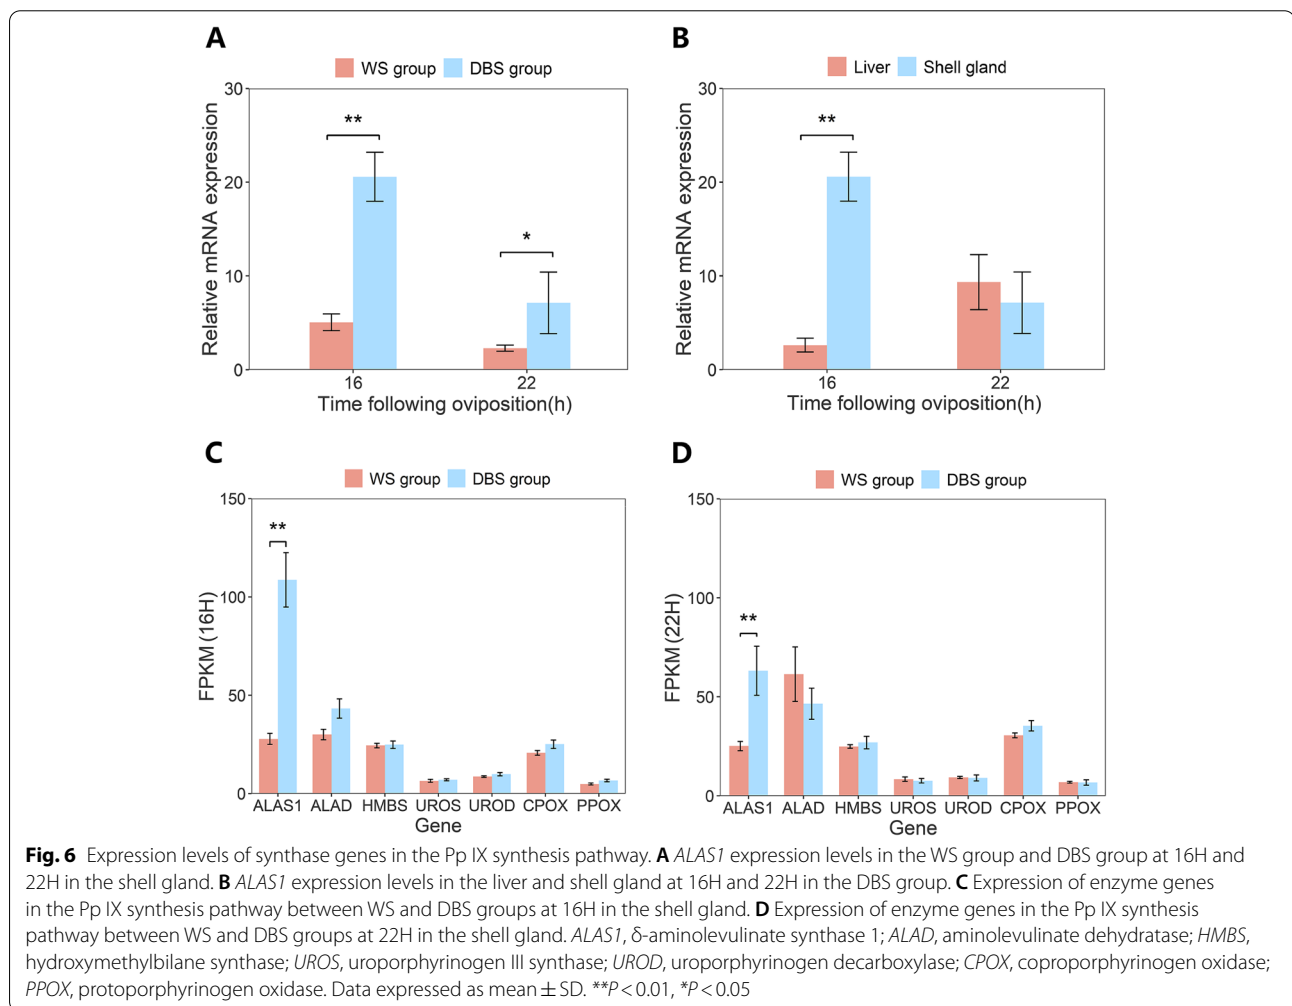 A
WS group DBS group
Relative mRNA expression
30
20
10
0
**
*
16 22
Time following oviposition(h)
B
Liver Shell gland
Relative mRNA expression
30
20
10
0
**
16 22
Time following oviposition(h)
C
WS group DBS group
FPKM (16H)
150
100
50
0
**
ALAS1 ALAD HMBS UROS UROD CPOX PPOX
Gene
D
WS group DBS group
FPKM (22H)
150
100
50
0
**
ALAS1 ALAD HMBS UROS UROD CPOX PPOX
Gene
Fig. 6 Expression levels of synthase genes in the Pp IX synthesis pathway. A ALAS1 expression levels in the WS group and DBS group at 16H and
22H in the shell gland. B ALAS1 expression levels in the liver and shell gland at 16H and 22H in the DBS group. C Expression of enzyme genes
in the Pp IX synthesis pathway between WS and DBS groups at 16H in the shell gland. D Expression of enzyme genes in the Pp IX synthesis
pathway between WS and DBS groups at 22H in the shell gland. ALAS1, δ-aminolevulinate synthase 1; ALAD, aminolevulinate dehydratase; HMBS,
hydroxymethylbilane synthase; UROS, uroporphyrinogen III synthase; UROD, uroporphyrinogen decarboxylase; CPOX, coproporphyrinogen oxidase;
PPOX, protoporphyrinogen oxidase. Data expressed as mean ± SD. **P < 0.01, *P < 0.05